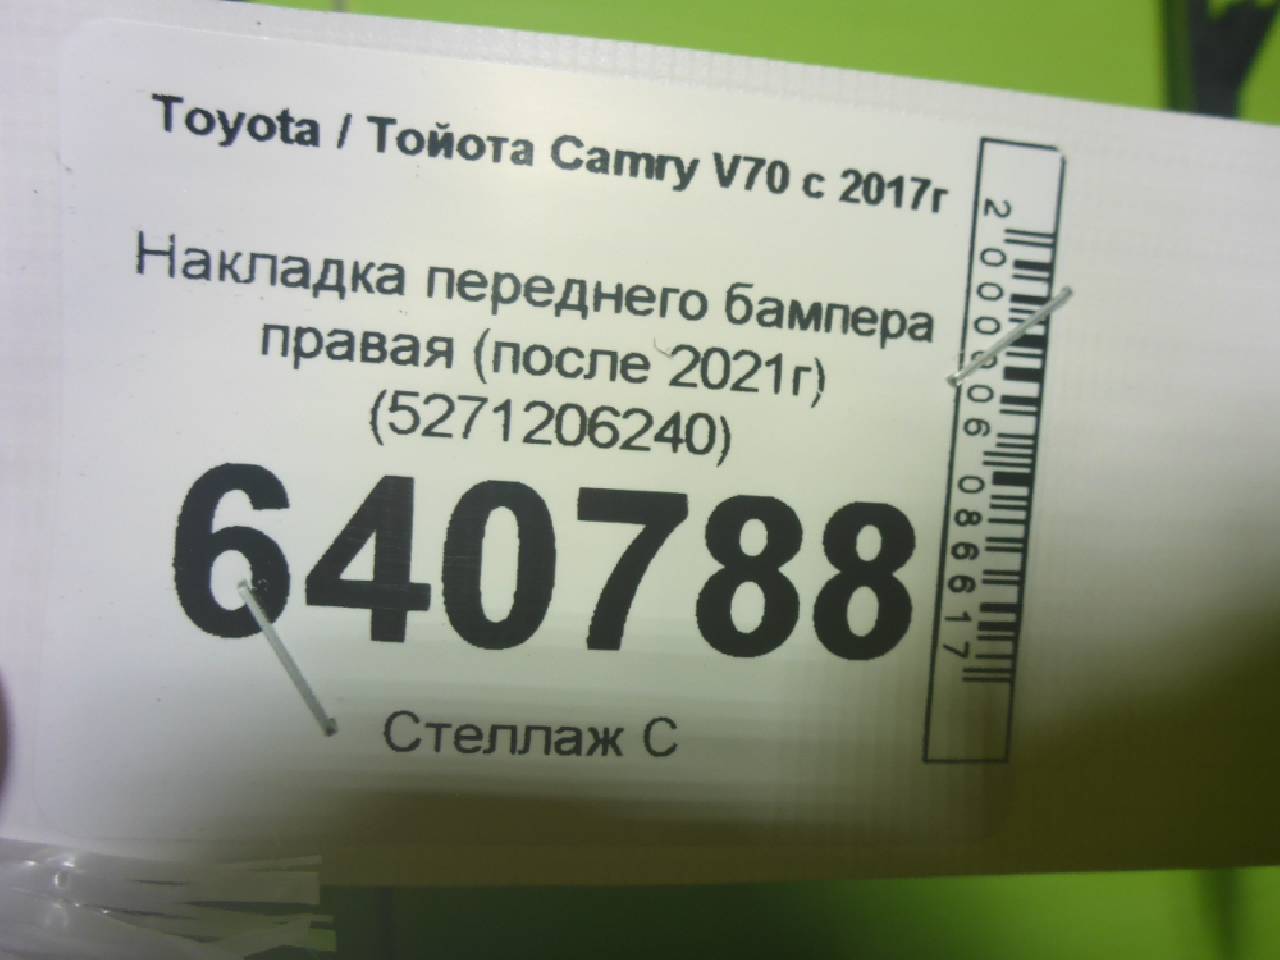 Toyota / Тойота Camry V70 с 2017г
Накладка переднего бампера
правая (после 2021г)
(5271206240)
640788
Стеллаж С
2000006086617